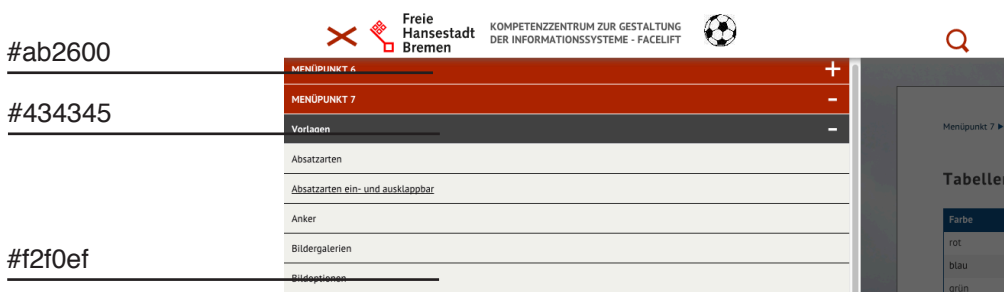 Freie
Hansestadt
Bremen
KOMPETENZZENTRUM ZUR GESTALTUNG
DER INFORMATIONSSYSTEME - FACELIFT
#ab2600
MENÜPUNKT 6
MENÜPUNKT 7
#434345
Vorlagen
Menüpunkt 7
Absatzarten
Absatzarten ein- und ausklappbar
Tabellen
Anker
Farbe
Bildergalerien
rot
#f2f0ef
blau
Bildoptionen
grün